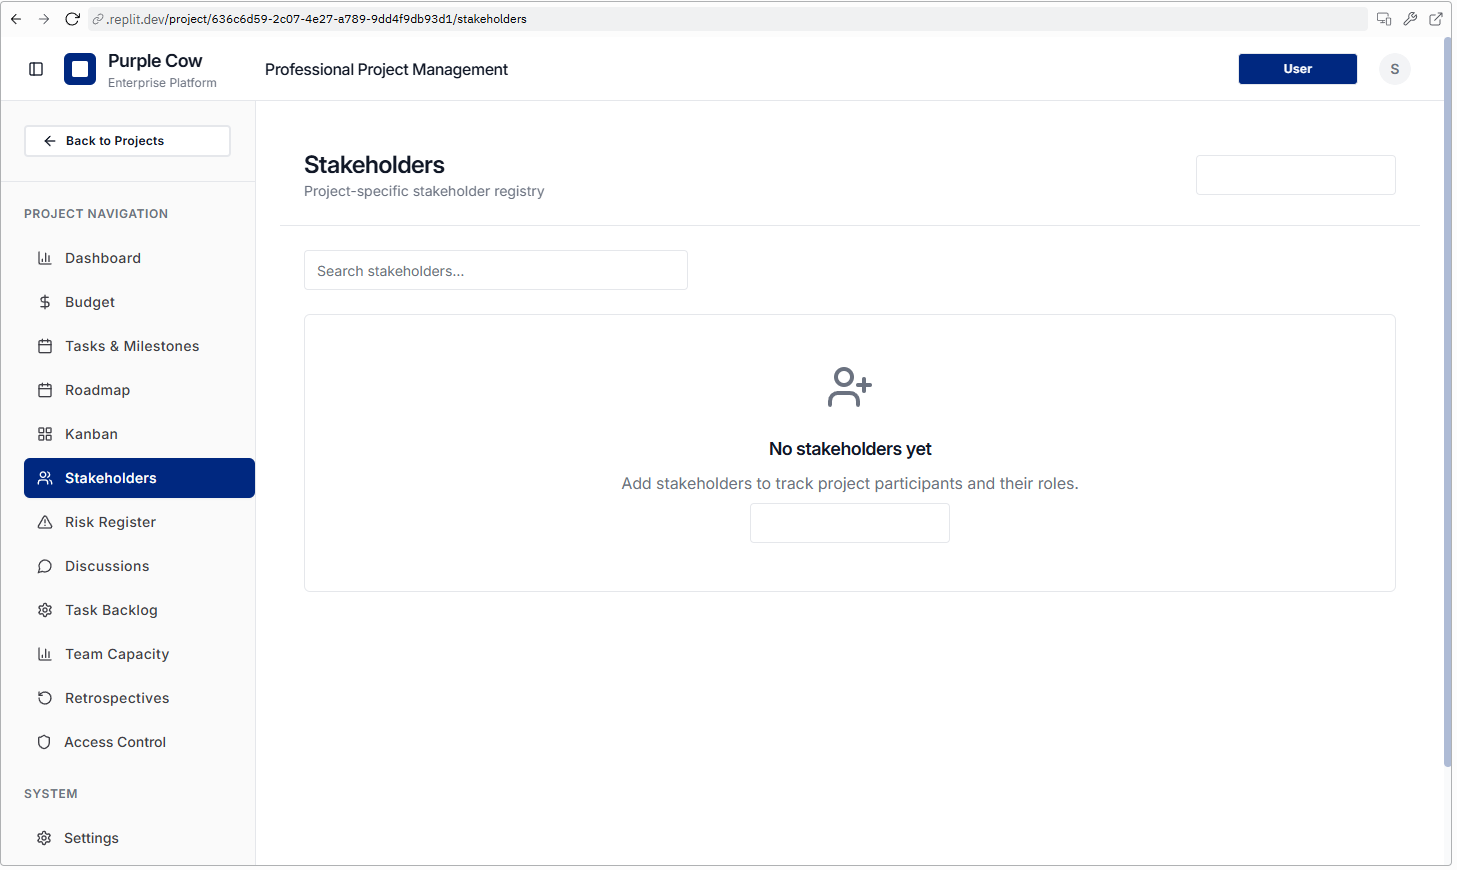 .replit.dev/project/636c6d59-2c07-4e27-a789-9dd4f9db93d1/stakeholders
Purple Cow
Enterprise Platform
Professional Project Management
User
S
Back to Projects
PROJECT NAVIGATION
Dashboard
Budget
Tasks & Milestones
Roadmap
Kanban
Stakeholders
Risk Register
Discussions
Task Backlog
Team Capacity
Retrospectives
Access Control
SYSTEM
Settings
Stakeholders
Project-specific stakeholder registry
Search stakeholders...
No stakeholders yet
Add stakeholders to track project participants and their roles.